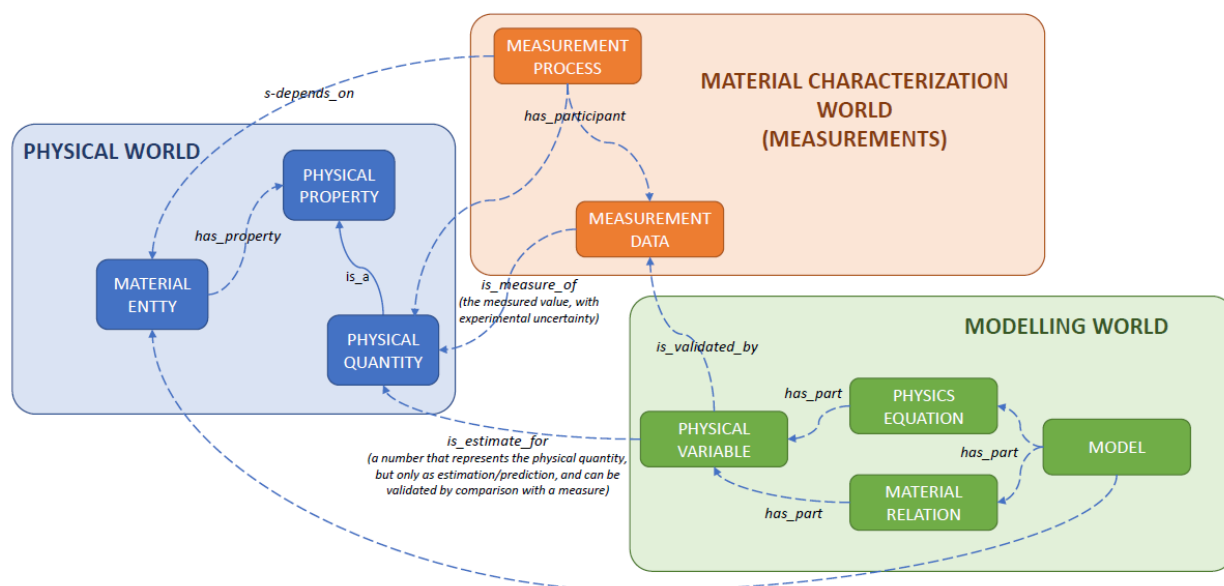 MEASUREMENT
PROCESS
MATERIAL CHARACTERIZATION
WORLD
(MEASUREMENTS)
s-depends_on
has_participant
PHYSICAL WORLD
PHYSICAL
PROPERTY
MEASUREMENT
DATA
has_property
MATERIAL
ENTTY
is_a
is_measure_of
(the measured value, with
experimental uncertainty)
PHYSICAL
QUANTITY
MODELLING WORLD
is_validated_by
has_part
PHYSICS
EQUATION
is_estimate_for
(a number that represents the physical quantity,
but only as estimation/prediction, and can be
validated by comparison with a measure)
PHYSICAL
VARIABLE
has_part
MODEL
MATERIAL
RELATION
has_part